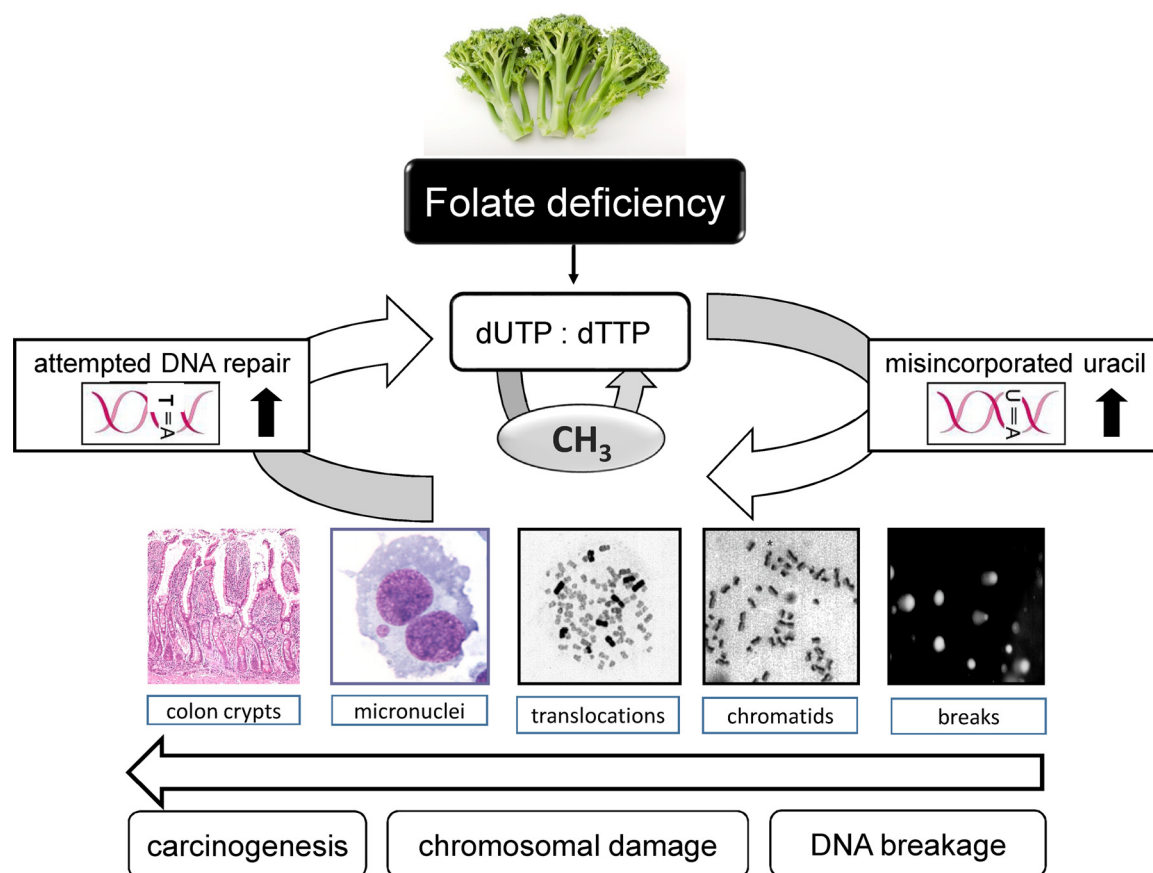 Folate deficiency
dUTP : dTTP
attempted DNA repair
T = A
misincorporated uracil
U = A
CH₃
*
colon crypts
micronuclei
translocations
chromatids
breaks
carcinogenesis
chromosomal damage
DNA breakage